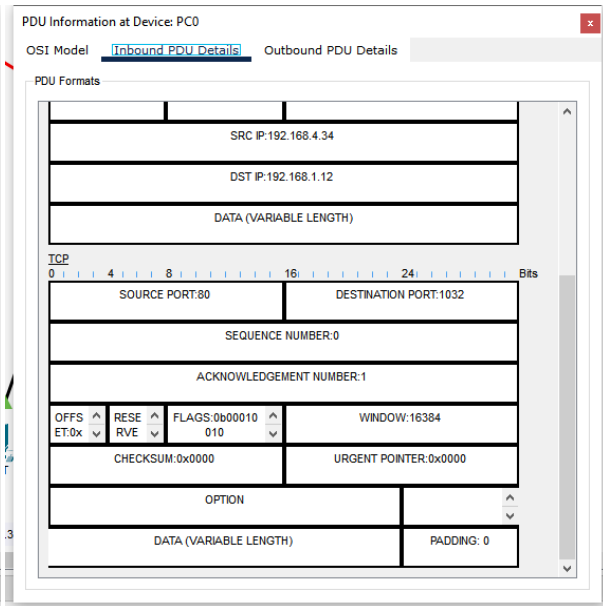 PDU Information at Device: PC0
x
OSI Model Inbound PDU Details Outbound PDU Details
PDU Formats
SRC IP:192.168.4.34
DST IP:192.168.1.12
DATA (VARIABLE LENGTH)
TCP
0 4 8 16 24 Bits
SOURCE PORT:80 DESTINATION PORT:1032
SEQUENCE NUMBER:0
ACKNOWLEDGEMENT NUMBER:1
OFFS RESE FLAGS:0b00010 WINDOW:16384
ET:0x RVE 010
CHECKSUM:0x0000 URGENT POINTER:0x0000
OPTION
DATA (VARIABLE LENGTH) PADDING: 0